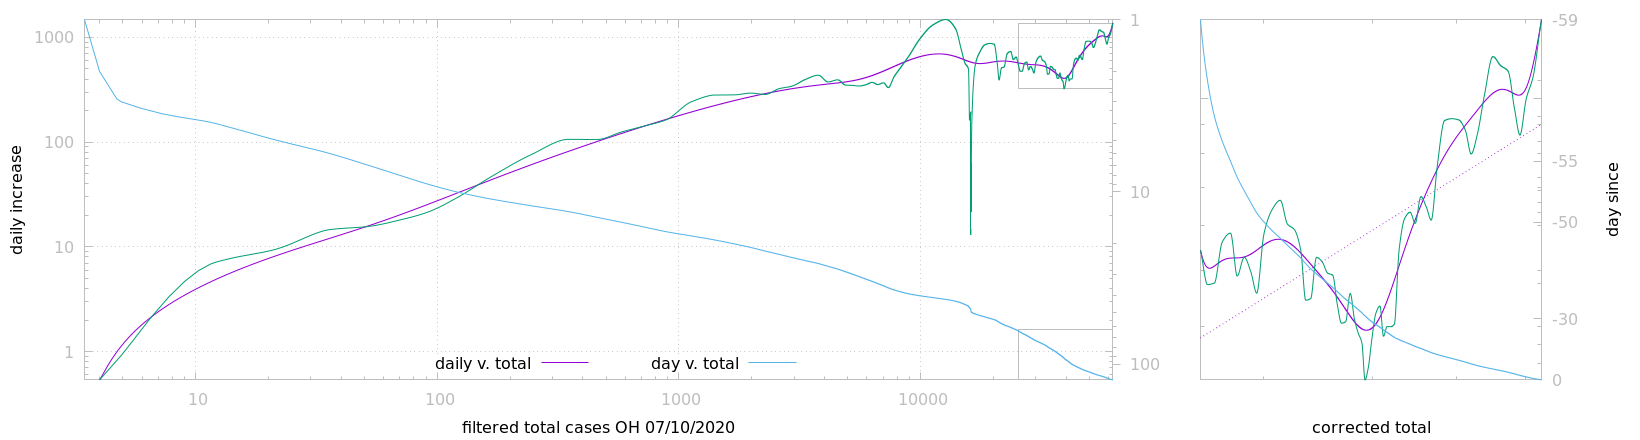 daily increase
1000
100
10
1
1
10
100
daily v. total
day v. total
10
100
1000
10000
filtered total cases OH 07/10/2020
-59
-55
-50
-30
0
day since
corrected total